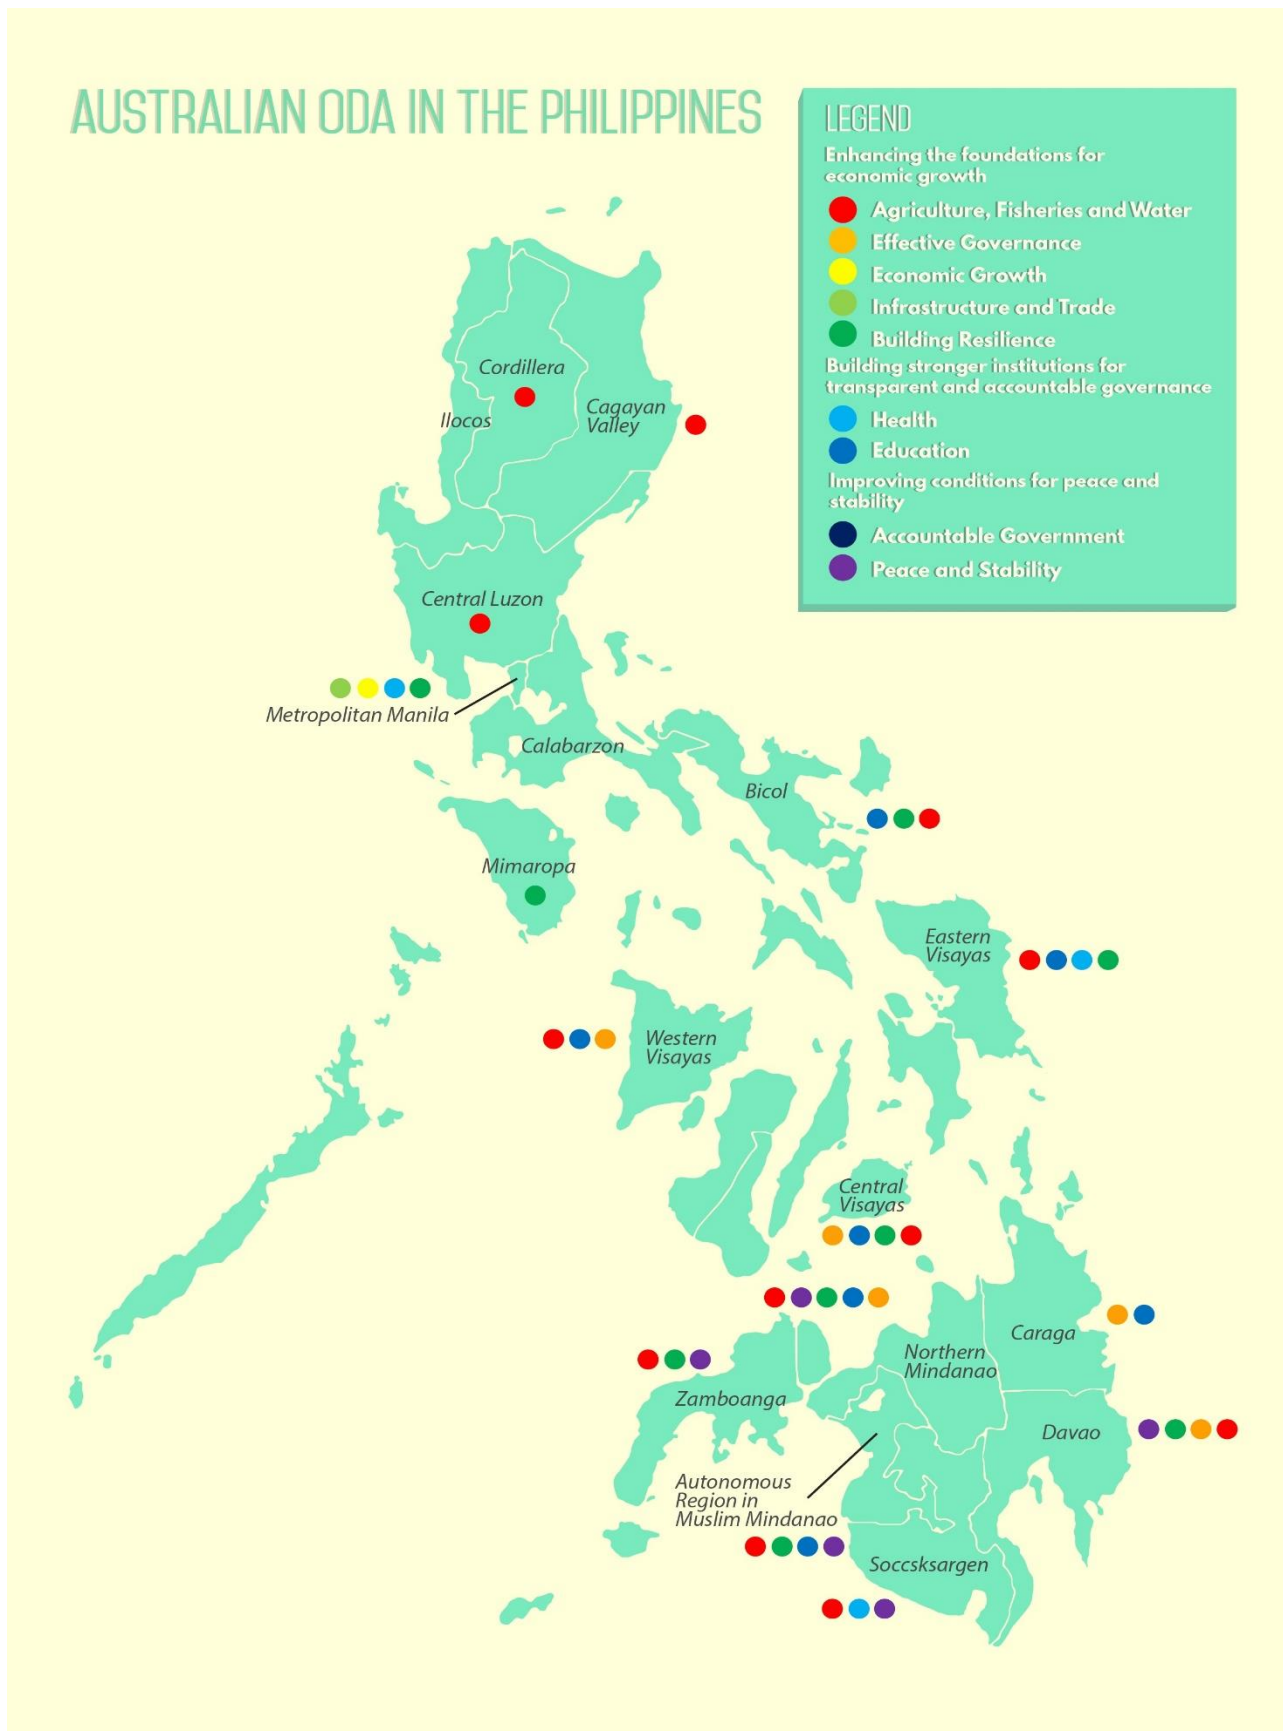 AUSTRALIAN ODA IN THE PHILIPPINES
LEGEND
Enhancing the foundations for
economic growth
Agriculture, Fisheries and Water
Effective Governance
Economic Growth
Infrastructure and Trade
Building Resilience
Building stronger institutions for
transparent and accountable governance
Health
Education
Improving conditions for peace and
stability
Accountable Government
Peace and Stability
Cordillera
Ilocos
Cagayan
Valley
Central Luzon
Metropolitan Manila
Calabarzon
Bicol
Mimaropa
Eastern
Visayas
Western
Visayas
Central
Visayas
Caraga
Northern
Mindanao
Zamboanga
Davao
Autonomous
Region in
Muslim Mindanao
Soccsksargen